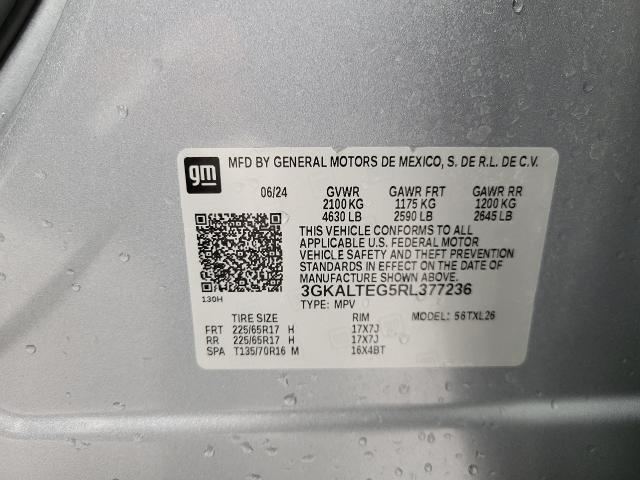 gm MFD BY GENERAL MOTORS DE MEXICO, S. DE R.L. DE C.V.
06/24 GVWR GAWR FRT GAWR RR
2100 KG 1175 KG 1200 KG
4630 LB 2590 LB 2645 LB
THIS VEHICLE CONFORMS TO ALL
APPLICABLE U.S. FEDERAL MOTOR
VEHICLE SAFETY AND THEFT PREVENTION
STANDARDS IN EFFECT ON THE DATE OF
MANUFACTURE SHOWN ABOVE.
3GKALTEG5RL377236
130H TYPE: MPV
TIRE SIZE RIM MODEL: 56TXL26
FRT 225/65R17 H 17X7J
RR 225/65R17 H 17X7J
SPA T135/70R16 M 16X4BT